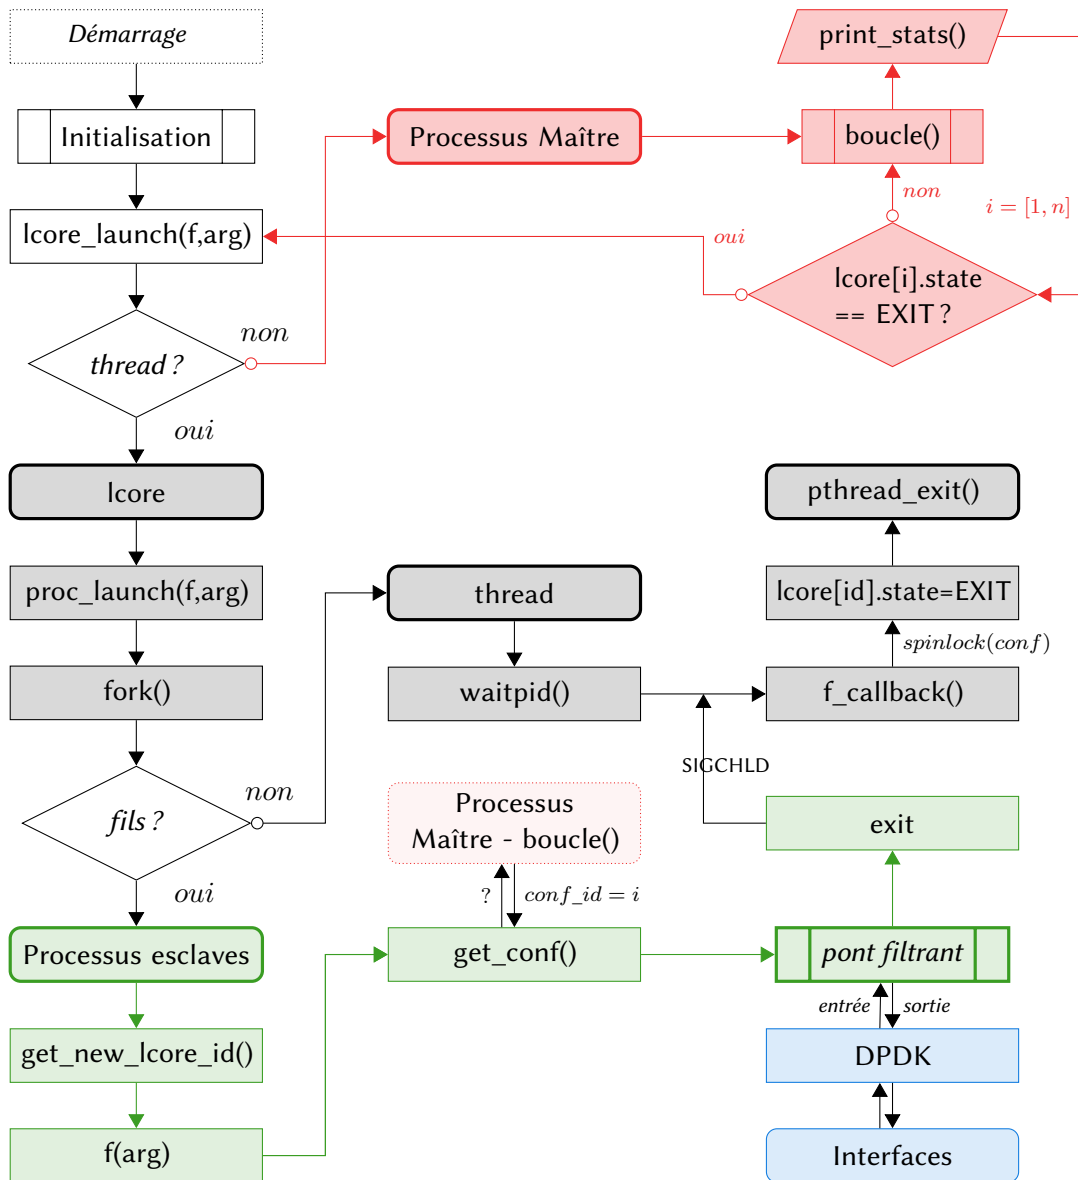 Démarrage
print_stats()
Initialisation
Processus Maître
boucle()
non
i = [1, n]
lcore_launch(f,arg)
oui
lcore[i].state
== EXIT ?
non
thread ?
oui
lcore
pthread_exit()
proc_launch(f,arg)
thread
lcore[id].state=EXIT
spinlock(conf)
fork()
waitpid()
f_callback()
SIGCHLD
non
Processus
Maître - boucle()
fils ?
exit
oui
?
conf_id = i
Processus esclaves
get_conf()
pont filtrant
entrée
sortie
get_new_lcore_id()
DPDK
f(arg)
Interfaces